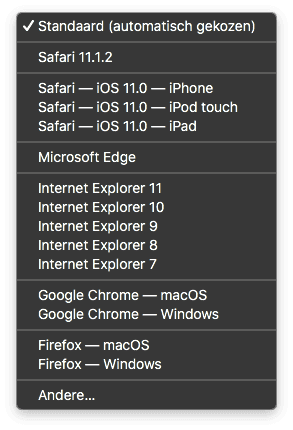 ✓ Standaard (automatisch gekozen)
Safari 11.1.2
Safari — iOS 11.0 — iPhone
Safari — iOS 11.0 — iPod touch
Safari — iOS 11.0 — iPad
Microsoft Edge
Internet Explorer 11
Internet Explorer 10
Internet Explorer 9
Internet Explorer 8
Internet Explorer 7
Google Chrome — macOS
Google Chrome — Windows
Firefox — macOS
Firefox — Windows
Andere...